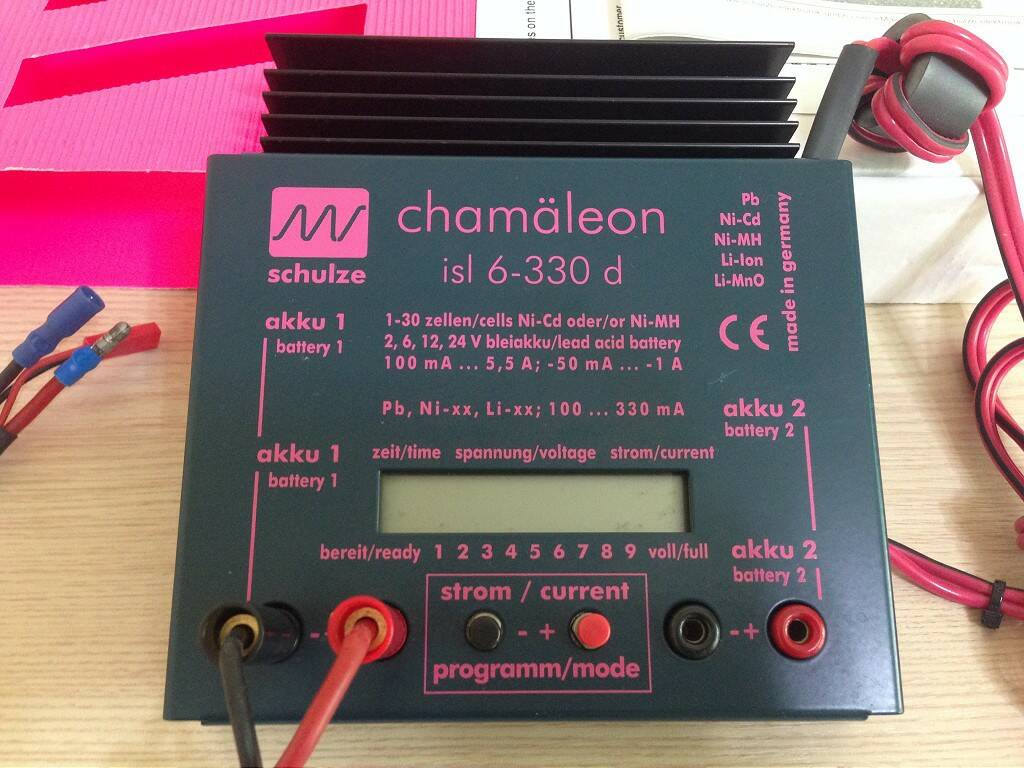 s on the
customer
chamäleon
isl 6-330 d
schulze
Pb
Ni-Cd
Ni-MH
Li-Ion
Li-MnO
made in germany
CE
akku 1
battery 1
1-30 zellen/cells Ni-Cd oder/or Ni-MH
2, 6, 12, 24 V bleiakku/lead acid battery
100 mA ... 5,5 A; -50 mA ... -1 A
Pb, Ni-xx, Li-xx; 100 ... 330 mA
akku 2
battery 2
akku 1
battery 1
zeit/time spannung/voltage strom/current
bereit/ready 1 2 3 4 5 6 7 8 9 voll/full
akku 2
battery 2
strom / current
- +
- +
- +
programm/mode